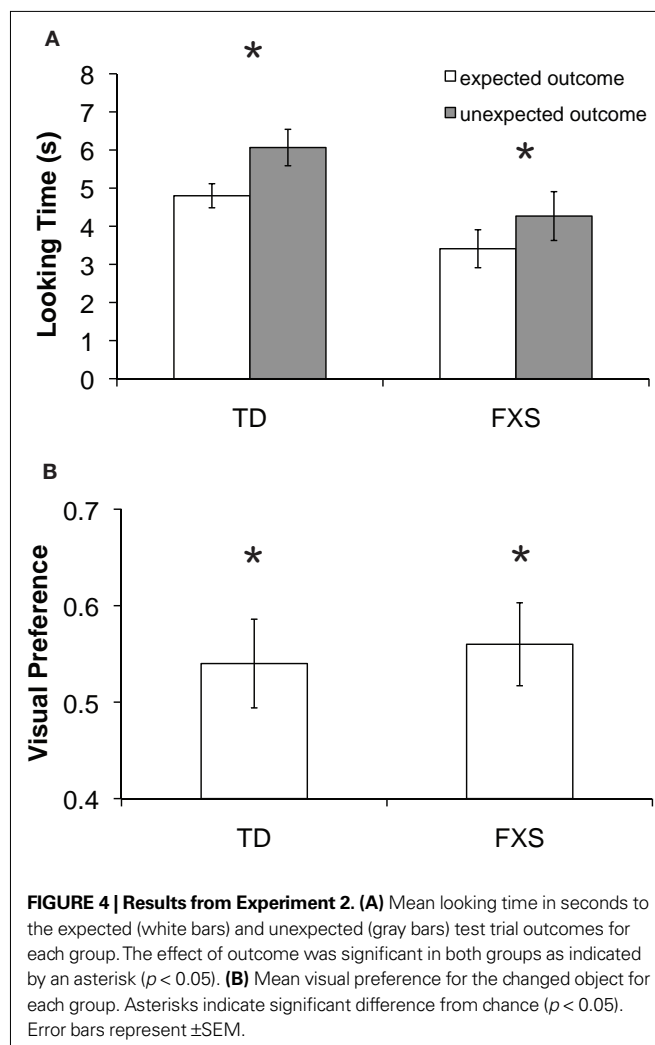 A
*
8
7
6
5
4
3
2
1
0
Looking Time (s)
expected outcome
unexpected outcome
*
TD
FXS
B
0.7
0.6
0.5
0.4
Visual Preference
*
*
TD
FXS
FIGURE 4 | Results from Experiment 2. (A) Mean looking time in seconds to
the expected (white bars) and unexpected (gray bars) test trial outcomes for
each group. The effect of outcome was significant in both groups as indicated
by an asterisk (p < 0.05). (B) Mean visual preference for the changed object for
each group. Asterisks indicate significant difference from chance (p < 0.05).
Error bars represent ±SEM.